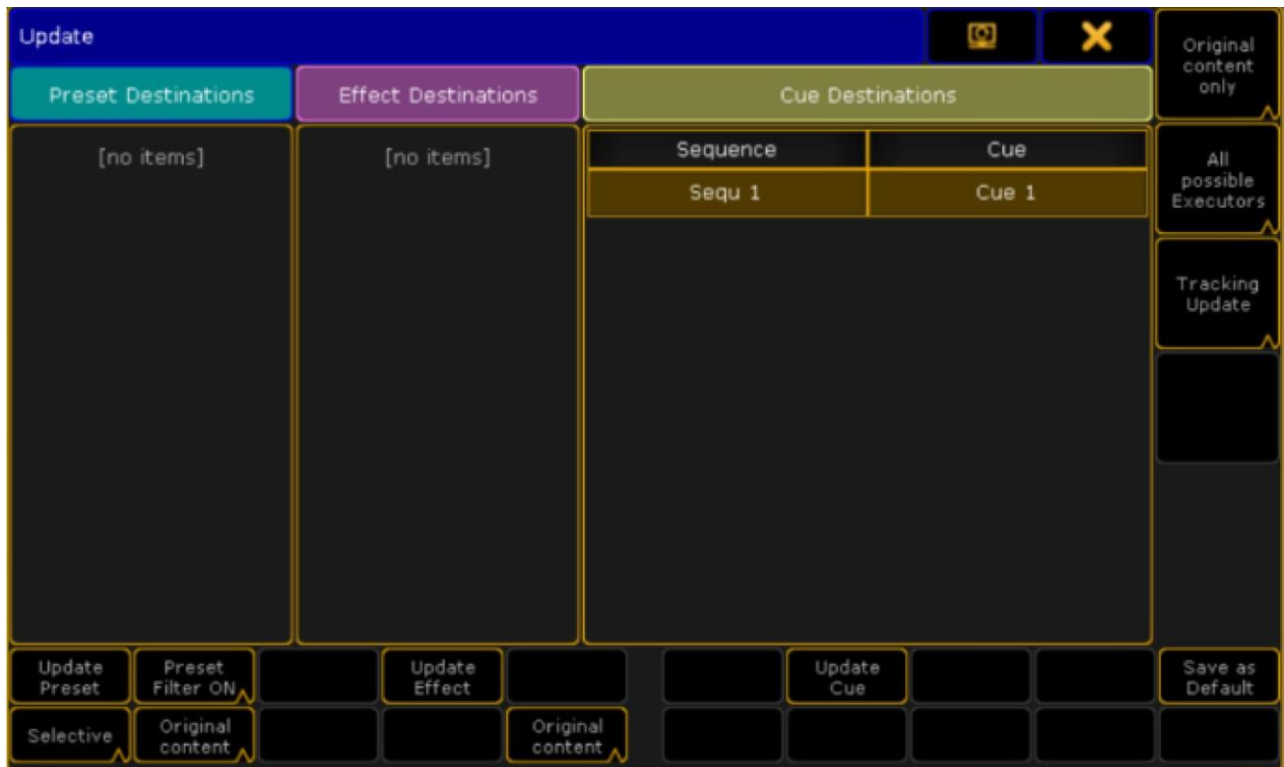 Update
Original
content
only
Preset Destinations
Effect Destinations
Cue Destinations
[no items]
[no items]
Sequence
Cue
Sequ 1
Cue 1
All
possible
Executors
Tracking
Update
Update
Preset
Preset
Filter ON
Update
Effect
Update
Cue
Save as
Default
Selective
Original
content
Original
content